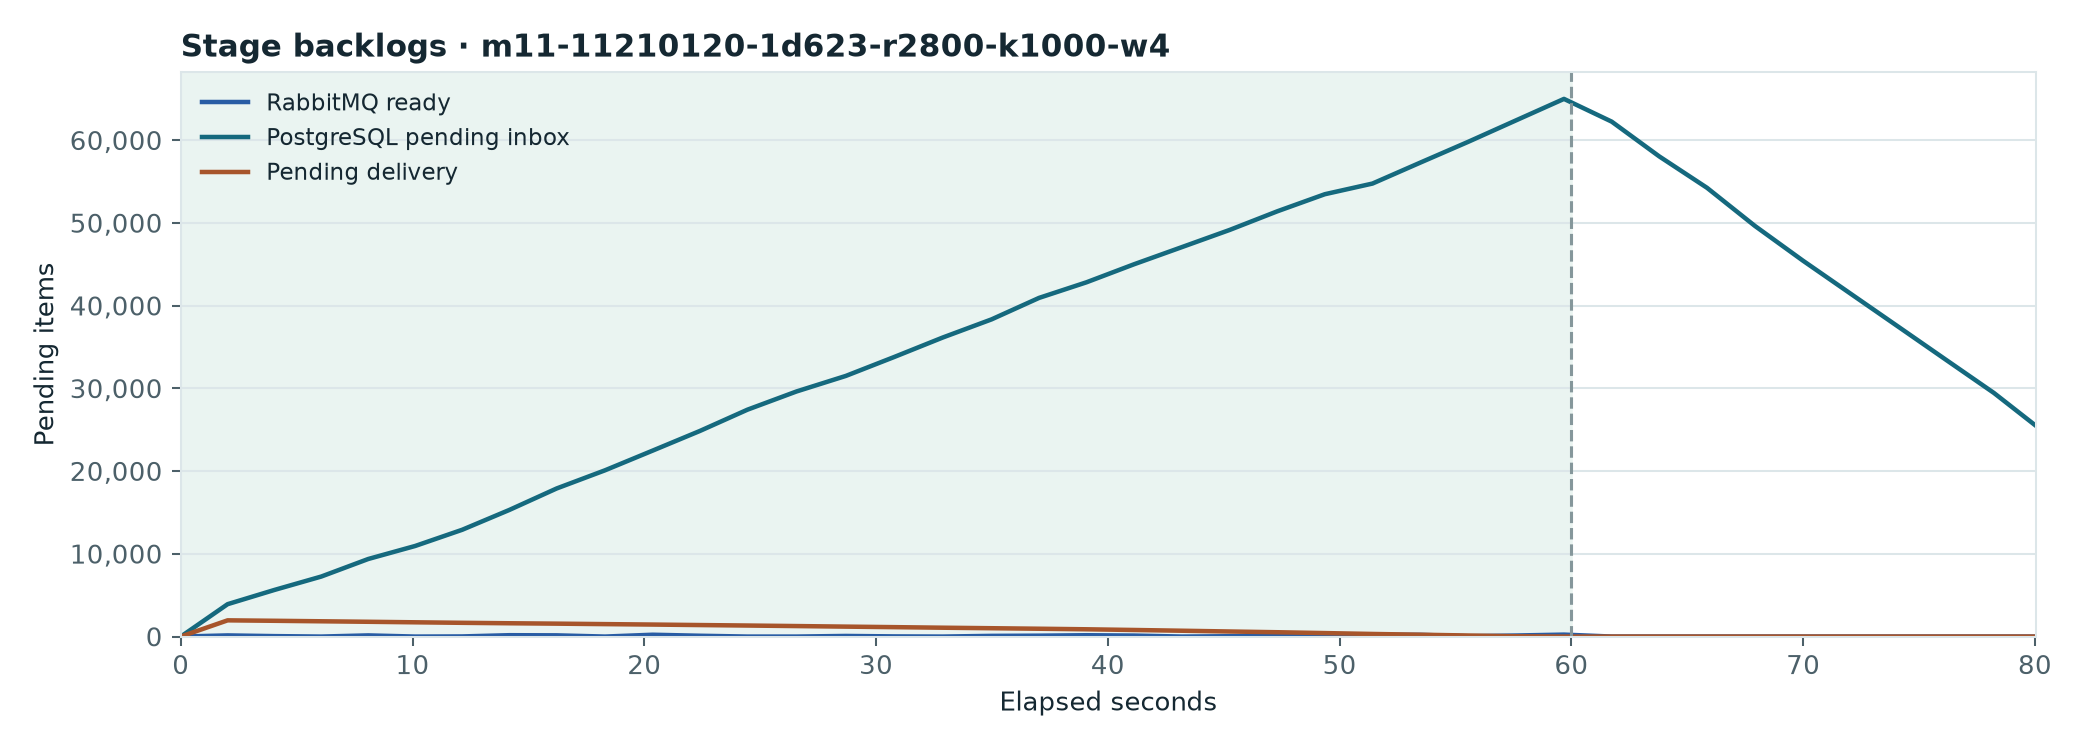 Stage backlogs · m11-11210120-1d623-r2800-k1000-w4
RabbitMQ ready
PostgreSQL pending inbox
Pending delivery
Pending items
60,000
50,000
40,000
30,000
20,000
10,000
0
0 10 20 30 40 50 60 70 80
Elapsed seconds